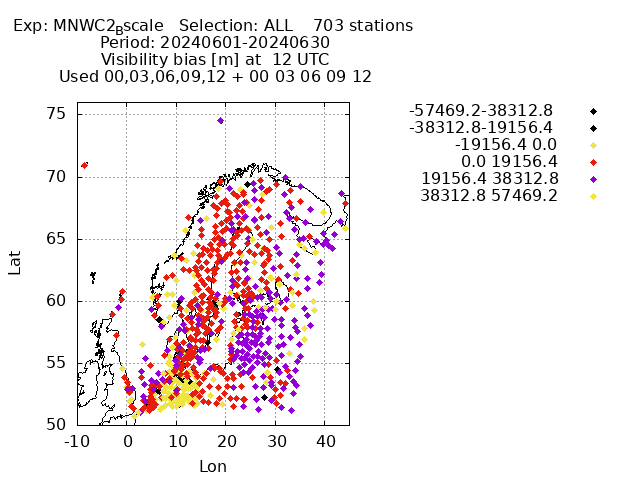 Exp: MNWC2Bscale   Selection: ALL    703 stations
Period: 20240601-20240630
Visibility bias [m] at  12 UTC
Used 00,03,06,09,12 + 00 03 06 09 12
-57469.2-38312.8
-38312.8-19156.4
-19156.4 0.0
0.0 19156.4
19156.4 38312.8
38312.8 57469.2
75
70
65
60
55
50
Lat
-10 0 10 20 30 40
Lon